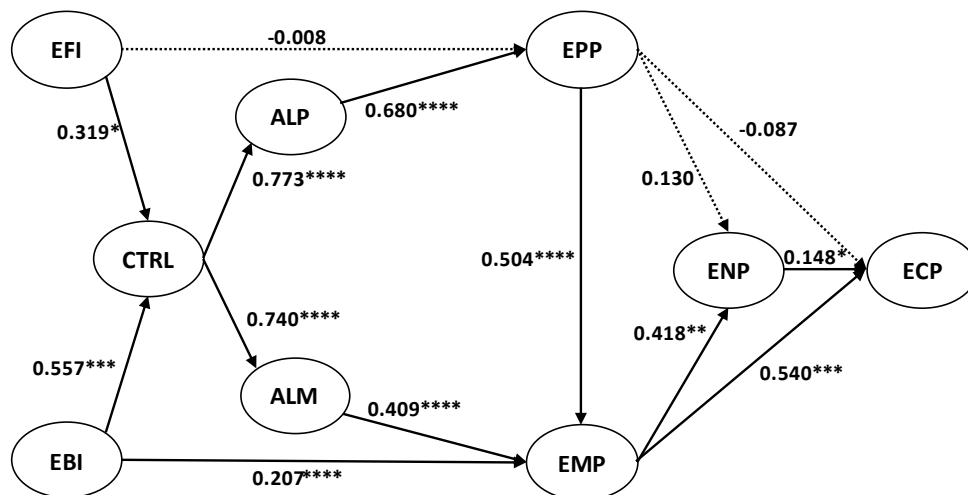 EFI
-0.008
EPP
ALP
0.680****
0.319*
-0.087
0.773****
0.130
CTRL
0.504****
ENP
0.148*
ECP
0.740****
0.418**
0.557***
0.540***
ALM
0.409****
EBI
0.207****
EMP